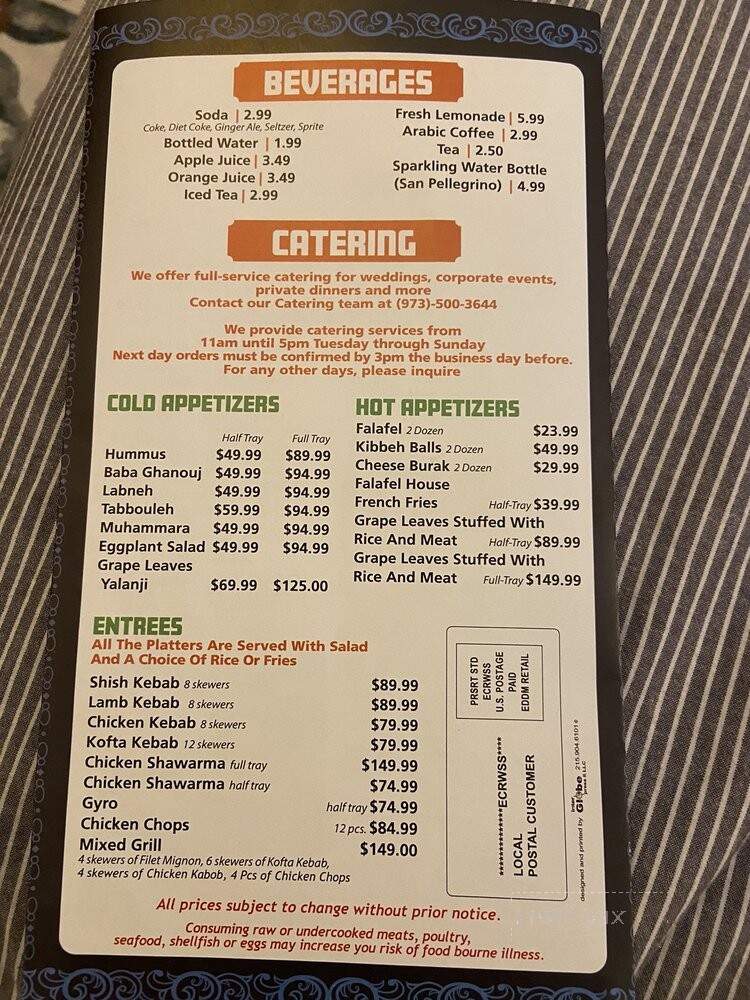 BEVERAGES
Soda | 2.99
Coke, Diet Coke, Ginger Ale, Seltzer, Sprite
Bottled Water | 1.99
Apple Juice | 3.49
Orange Juice | 3.49
Iced Tea | 2.99
Fresh Lemonade | 5.99
Arabic Coffee | 2.99
Tea | 2.50
Sparkling Water Bottle
(San Pellegrino) | 4.99
CATERING
We offer full-service catering for weddings, corporate events,
private dinners and more
Contact our Catering team at (973)-500-3644
We provide catering services from
11am until 5pm Tuesday through Sunday
Next day orders must be confirmed by 3pm the business day before.
For any other days, please inquire
COLD APPETIZERS
Half Tray Full Tray
Hummus $49.99 $89.99
Baba Ghanouj $49.99 $94.99
Labneh $49.99 $94.99
Tabbouleh $59.99 $94.99
Muhammara $49.99 $94.99
Eggplant Salad $49.99 $94.99
Grape Leaves
Yalanji $69.99 $125.00
HOT APPETIZERS
Falafel 2 Dozen $23.99
Kibbeh Balls 2 Dozen $49.99
Cheese Burak 2 Dozen $29.99
Falafel House
French Fries Half-Tray $39.99
Grape Leaves Stuffed With
Rice And Meat Half-Tray $89.99
Grape Leaves Stuffed With
Rice And Meat Full-Tray $149.99
ENTREES
All The Platters Are Served With Salad
And A Choice Of Rice Or Fries
Shish Kebab 8 skewers $89.99
Lamb Kebab 8 skewers $89.99
Chicken Kebab 8 skewers $79.99
Kofta Kebab 12 skewers $79.99
Chicken Shawarma full tray $149.99
Chicken Shawarma half tray $74.99
Gyro half tray $74.99
Chicken Chops 12 pcs. $84.99
Mixed Grill $149.00
4 skewers of Filet Mignon, 6 skewers of Kofta Kebab,
4 skewers of Chicken Kabob, 4 Pcs of Chicken Chops
PRSRT STD
ECRWSS
U.S. POSTAGE
PAID
EDDM RETAIL
**************ECRWSS****
LOCAL
POSTAL CUSTOMER
designed and printed by Globe 215.904.6101
All prices subject to change without prior notice.
Consuming raw or undercooked meats, poultry,
seafood, shellfish or eggs may increase you risk of food bourne illness.